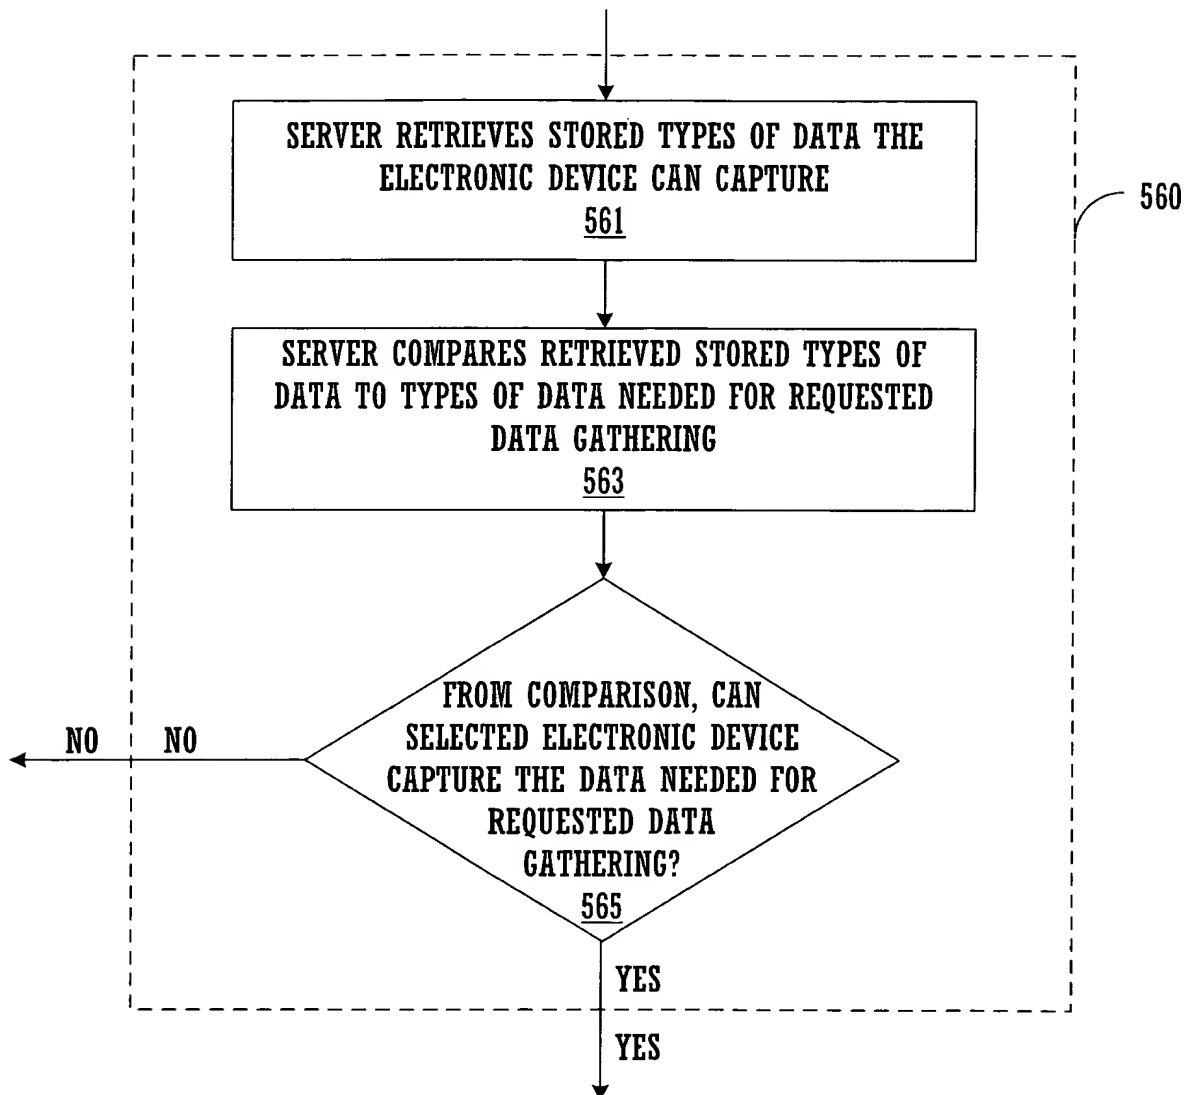 SERVER RETRIEVES STORED TYPES OF DATA THE
ELECTRONIC DEVICE CAN CAPTURE
561
560
SERVER COMPARES RETRIEVED STORED TYPES OF
DATA TO TYPES OF DATA NEEDED FOR REQUESTED
DATA GATHERING
563
FROM COMPARISON, CAN
SELECTED ELECTRONIC DEVICE
CAPTURE THE DATA NEEDED FOR
REQUESTED DATA
GATHERING?
565
NO NO
YES
YES